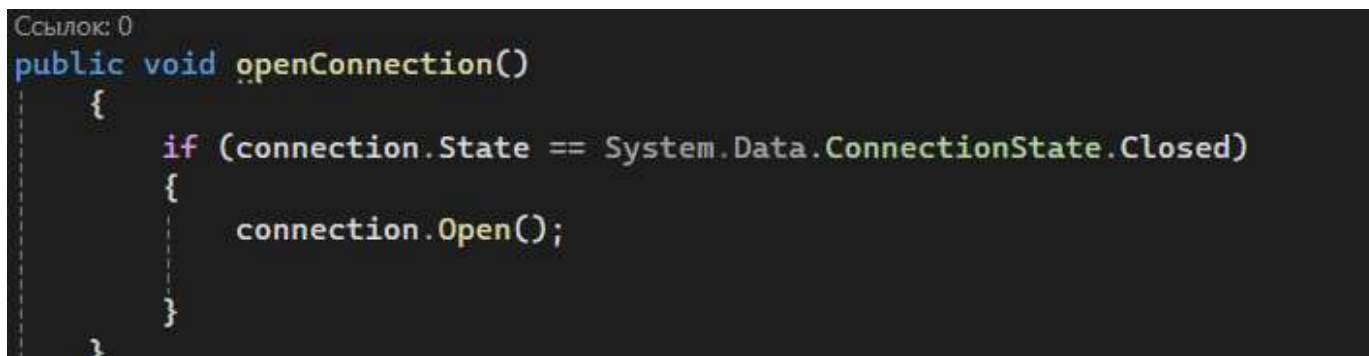 Ссылок: 0
public void openConnection()
{
if (connection.State == System.Data.ConnectionState.Closed)
{
connection.Open();
}
}